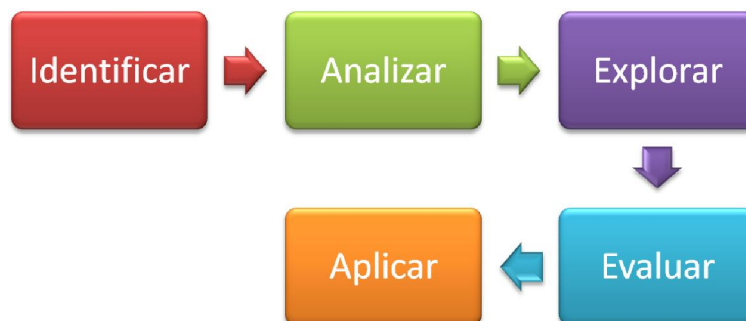 Identificar
Analizar
Explorar
Evaluar
Aplicar